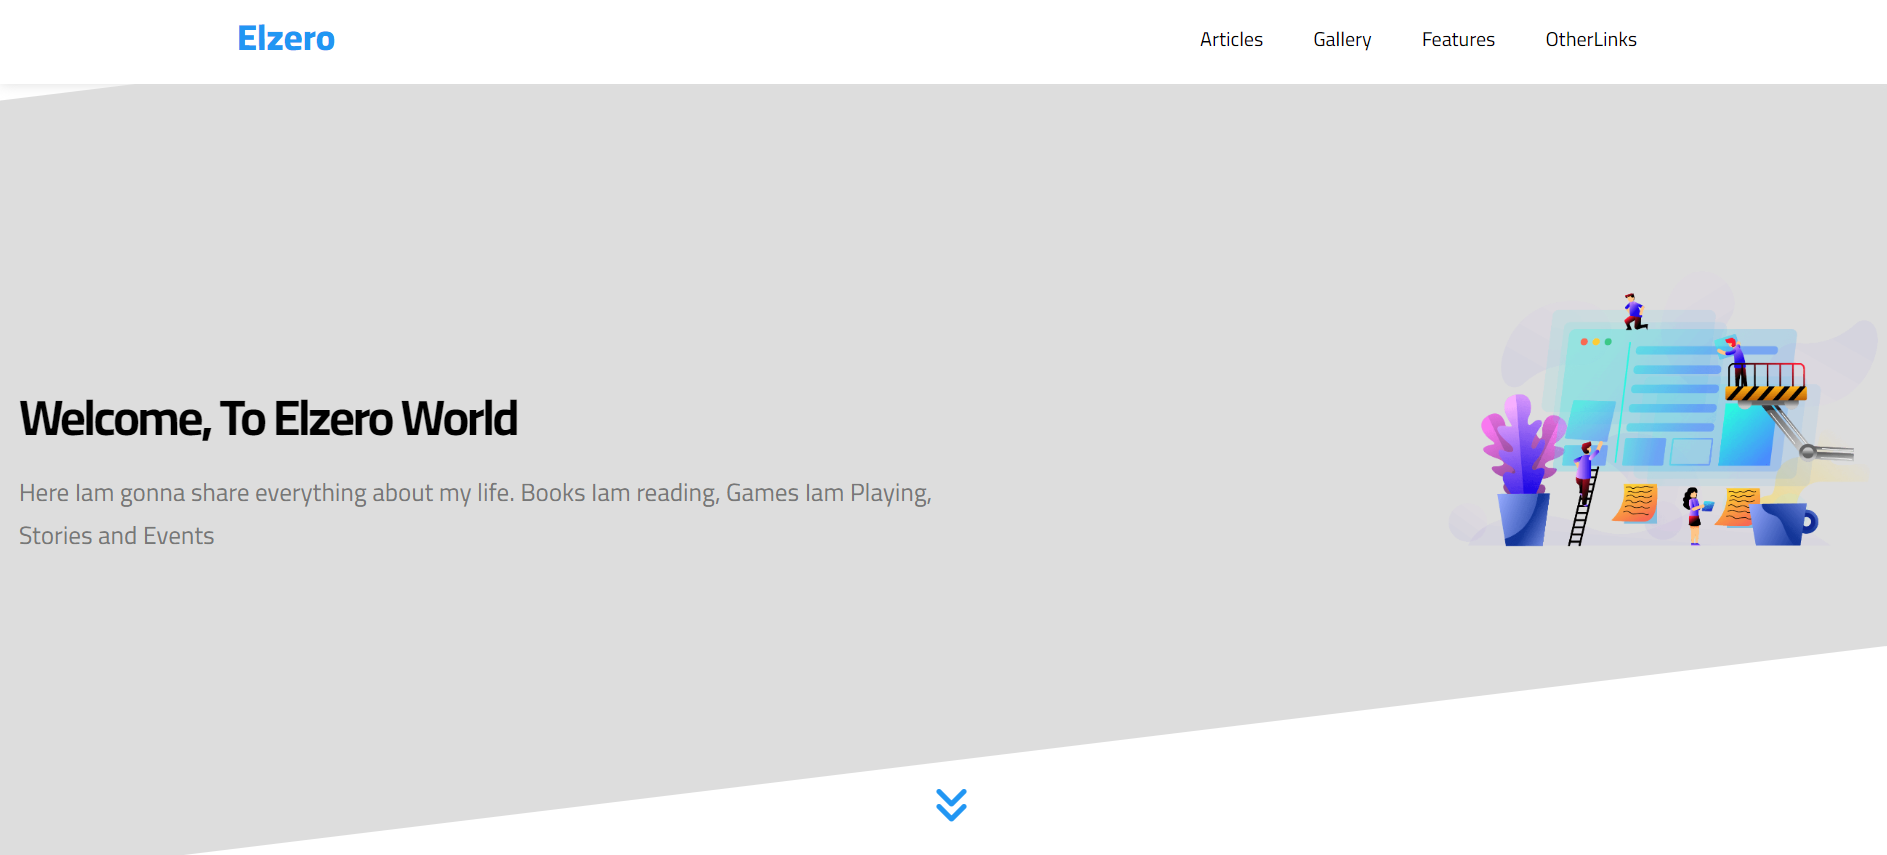 Elzero
Articles
Gallery
Features
OtherLinks
Welcome, To Elzero World
Here Iam gonna share everything about my life. Books Iam reading, Games Iam Playing,
Stories and Events